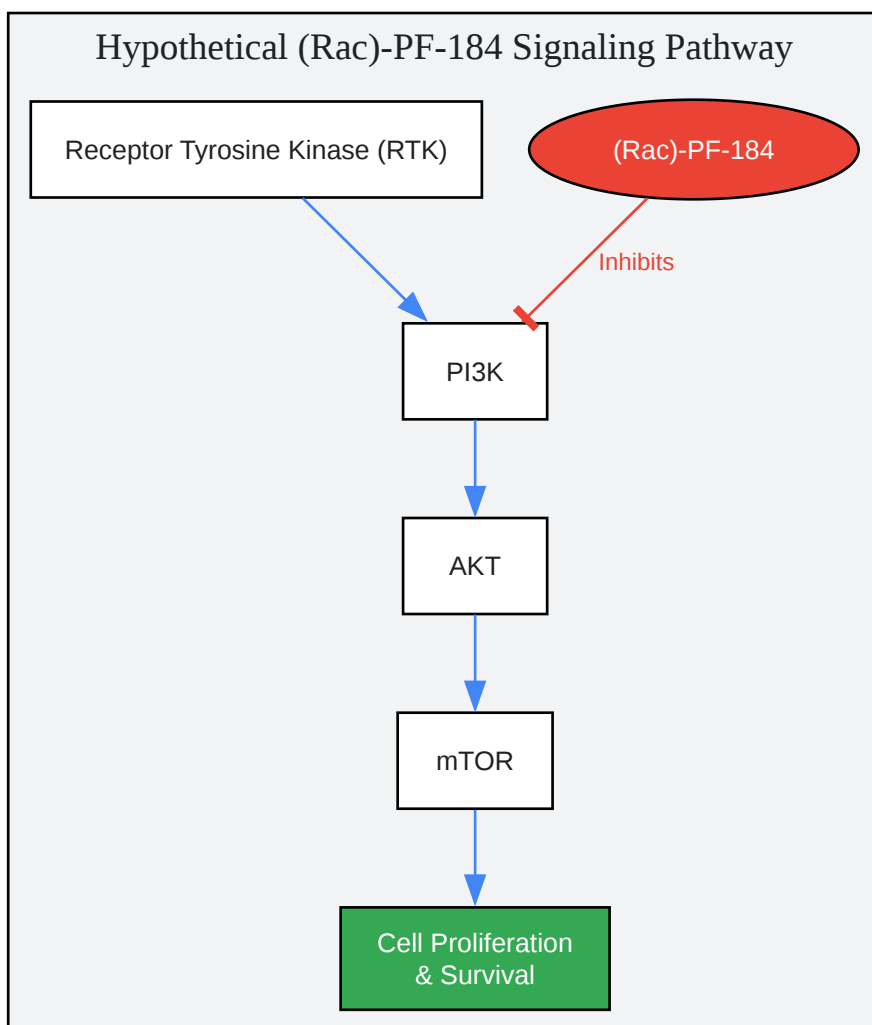 Hypothetical (Rac)-PF-184 Signaling Pathway
Receptor Tyrosine Kinase (RTK)
(Rac)-PF-184
Inhibits
PI3K
AKT
mTOR
Cell Proliferation
& Survival